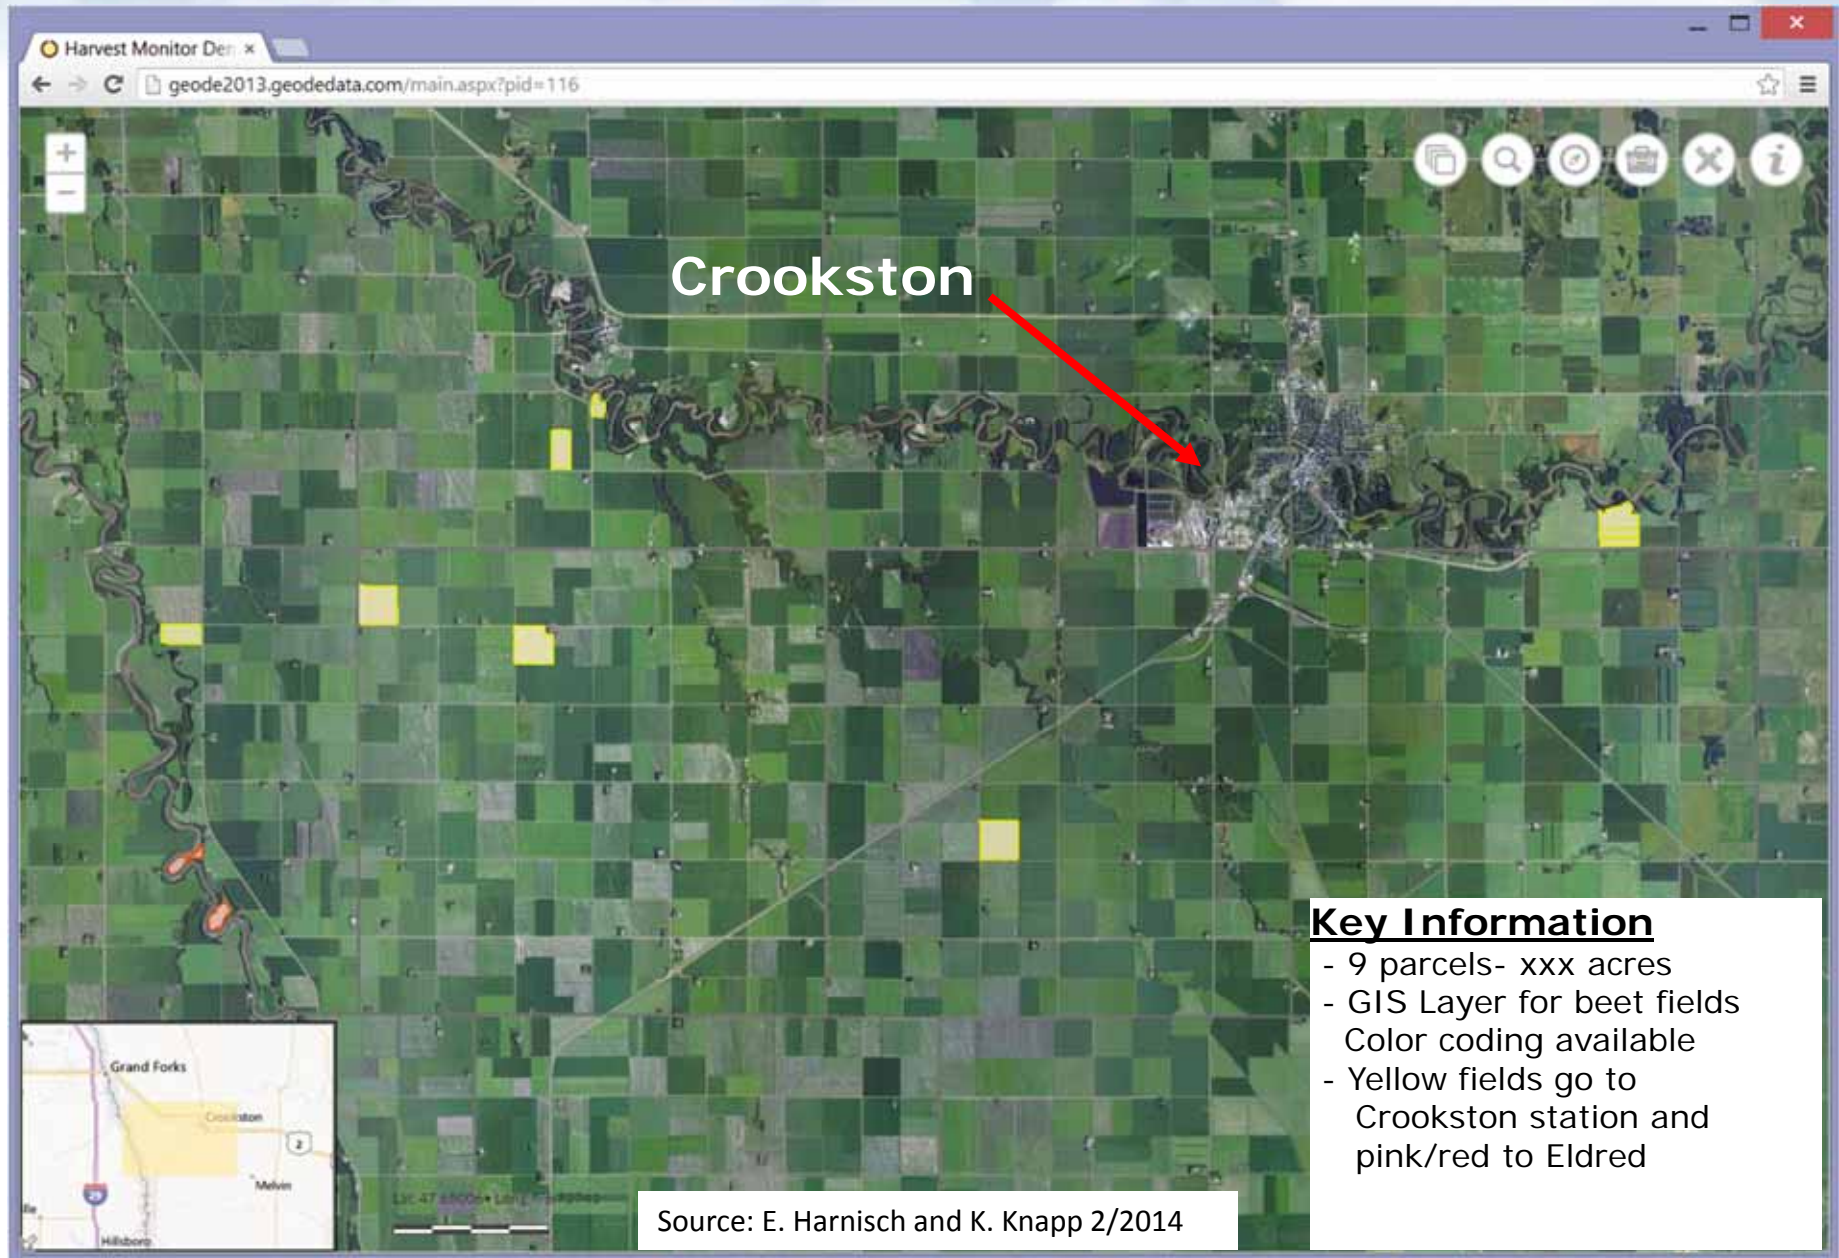 Harvest Monitor Den
geode2013.geodedata.com/main.aspx?pid=116
Crookston
Key Information
- 9 parcels- xxx acres
- GIS Layer for beet fields
Color coding available
- Yellow fields go to
Crookston station and
pink/red to Eldred
Grand Forks
Crookston
2
Melvin
29
Hillsboro
Source: E. Harnisch and K. Knapp 2/2014